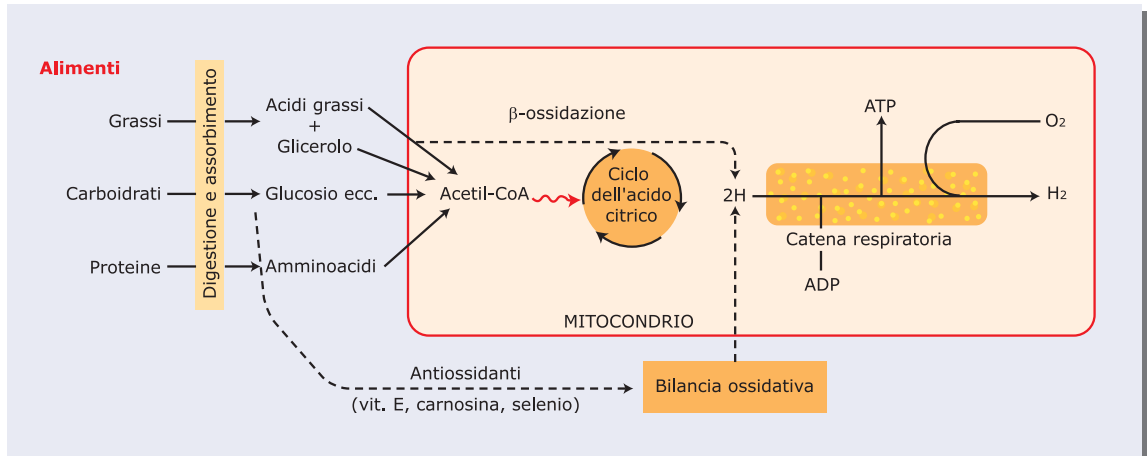 Alimenti
Grassi
Carboidrati
Proteine
Digestione e assorbimento
Acidi grassi
+
Glicerolo
Glucosio ecc.
Amminoacidi
β-ossidazione
Acetil-CoA
Ciclo
dell'acido
citrico
2H
ATP
O₂
H₂
Catena respiratoria
ADP
MITOCONDRIO
Antiossidanti
(vit. E, carnosina, selenio)
Bilancia ossidativa